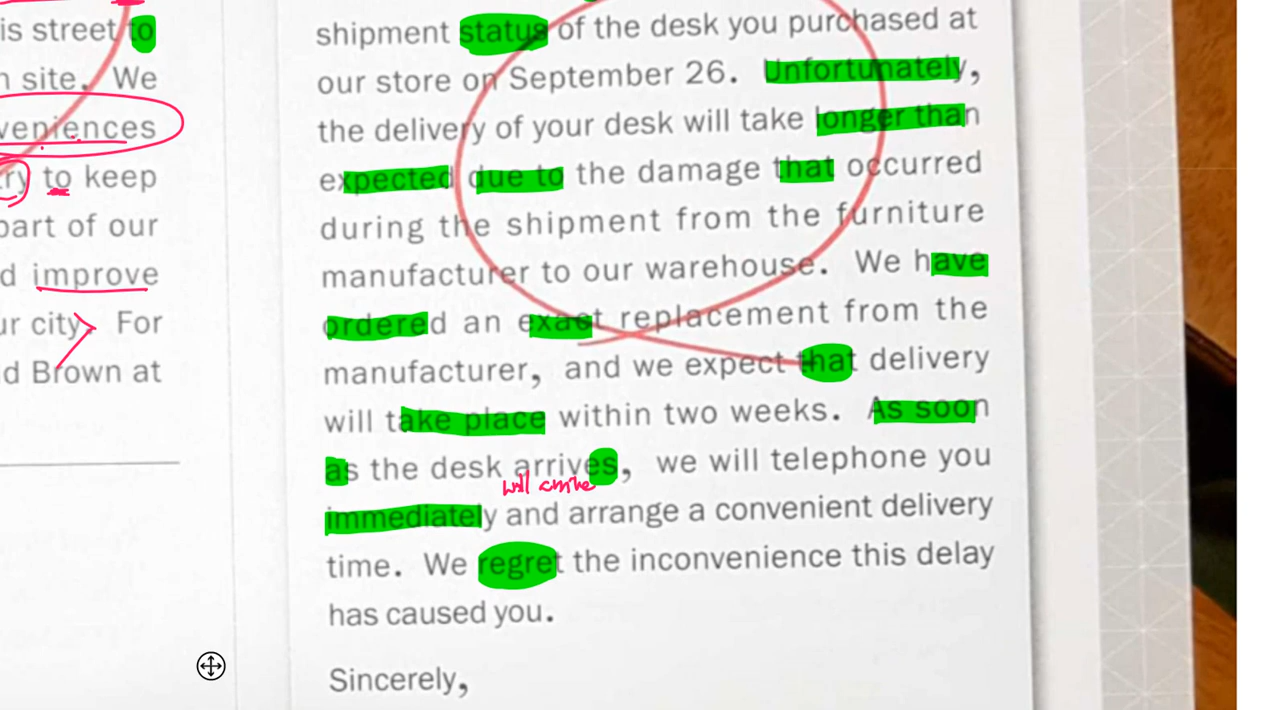 is street to
n site. We
veniences
ry to keep
part of our
d improve
ur city. For
d Brown at
shipment status of the desk you purchased at
our store on September 26. Unfortunately,
the delivery of your desk will take longer than
expected due to the damage that occurred
during the shipment from the furniture
manufacturer to our warehouse. We have
ordered an exact replacement from the
manufacturer, and we expect that delivery
will take place within two weeks. As soon
as the desk arrives, we will telephone you
will arrive
immediately and arrange a convenient delivery
time. We regret the inconvenience this delay
has caused you.
Sincerely,